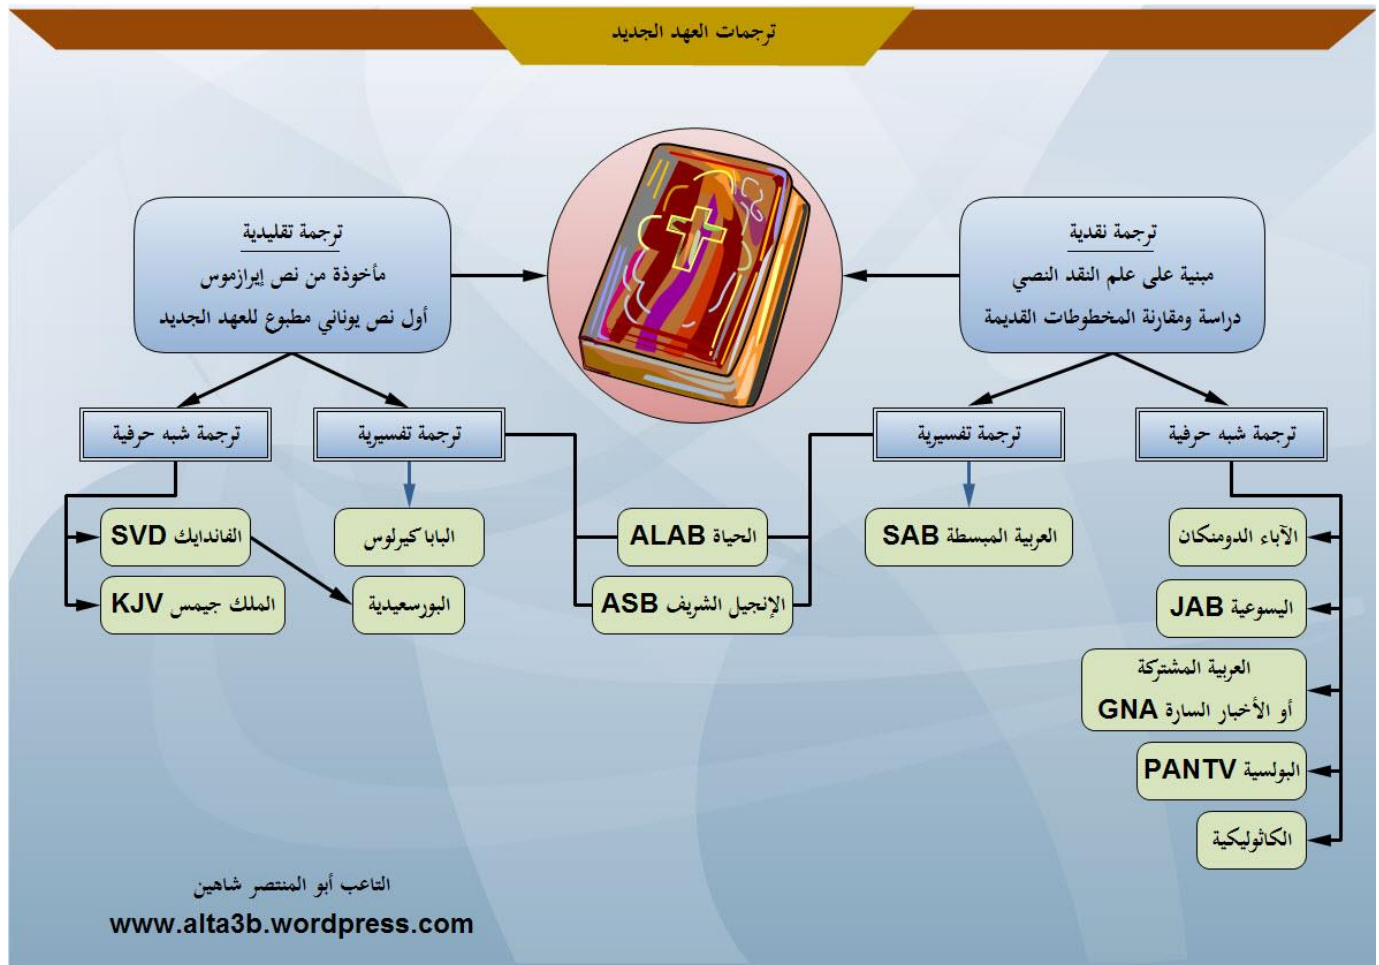 ترجمات العهد الجديد
ترجمة نقدية
مبنية على علم النقد النصي
دراسة ومقارنة المخطوطات القديمة
ترجمة تقليدية
مأخوذة من نص إيرازموس
أول نص يوناني مطبوع للعهد الجديد
ترجمة شبه حرفية
ترجمة تفسيرية
ترجمة تفسيرية
ترجمة شبه حرفية
الآباء الدومنكان
اليسوعية JAB
العربية المشتركة
أو الأخبار السارة GNA
البولسية PANTV
الكاثوليكية
العربية المبسطة SAB
الحياة ALAB
الإنجيل الشريف ASB
البابا كيرلوس
البورسعيدية
الفاندايك SVD
الملك جيمس KJV
التاعب أبو المنتصر شاهين
www.alta3b.wordpress.com